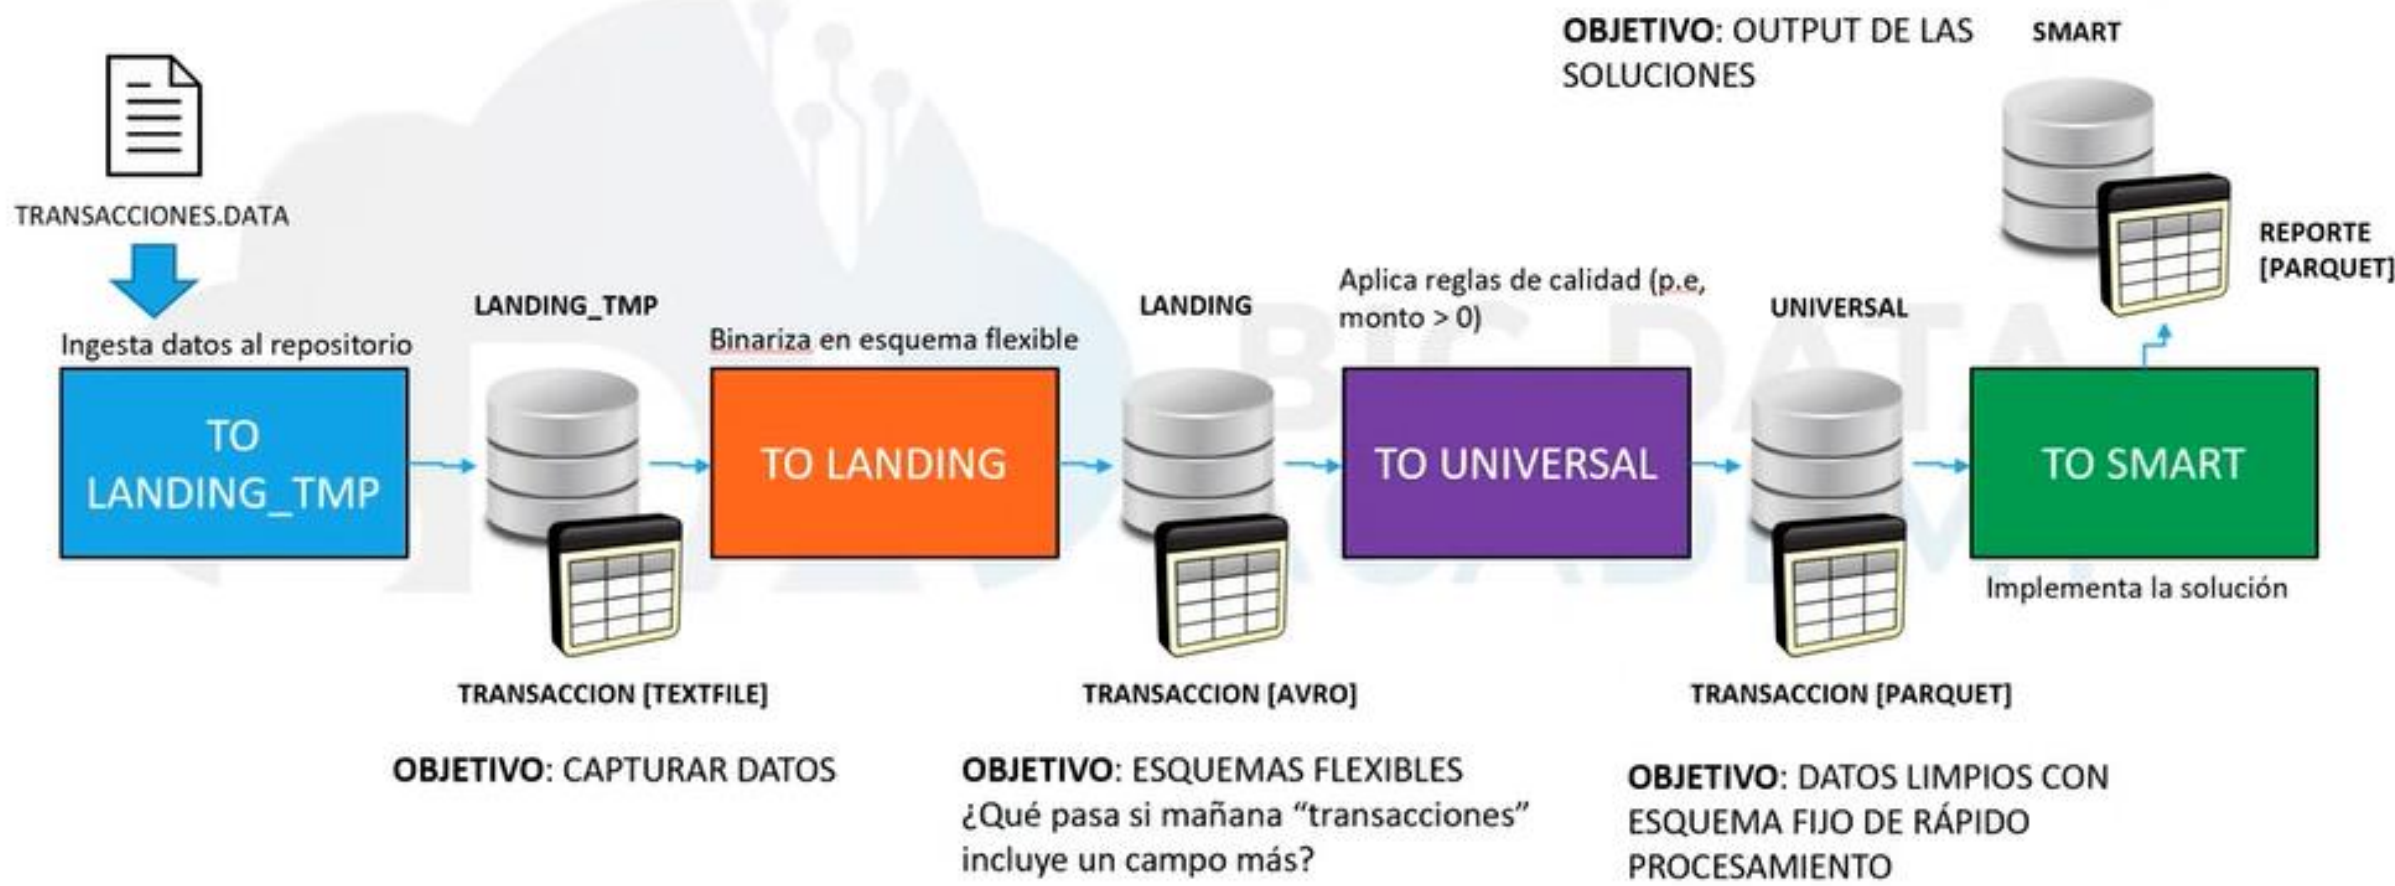 OBJETIVO: OUTPUT DE LAS
SOLUCIONES
SMART
TRANSACCIONES.DATA
REPORTE
[PARQUET]
Ingesta datos al repositorio
LANDING_TMP
Binariza en esquema flexible
LANDING
Aplica reglas de calidad (p.e,
monto > 0)
UNIVERSAL
TO
LANDING_TMP
TO LANDING
TO UNIVERSAL
TO SMART
Implementa la solución
TRANSACCION [TEXTFILE]
TRANSACCION [AVRO]
TRANSACCION [PARQUET]
OBJETIVO: CAPTURAR DATOS
OBJETIVO: ESQUEMAS FLEXIBLES
¿Qué pasa si mañana “transacciones”
incluye un campo más?
OBJETIVO: DATOS LIMPIOS CON
ESQUEMA FIJO DE RÁPIDO
PROCESAMIENTO
BIG DATA
ACADEMY